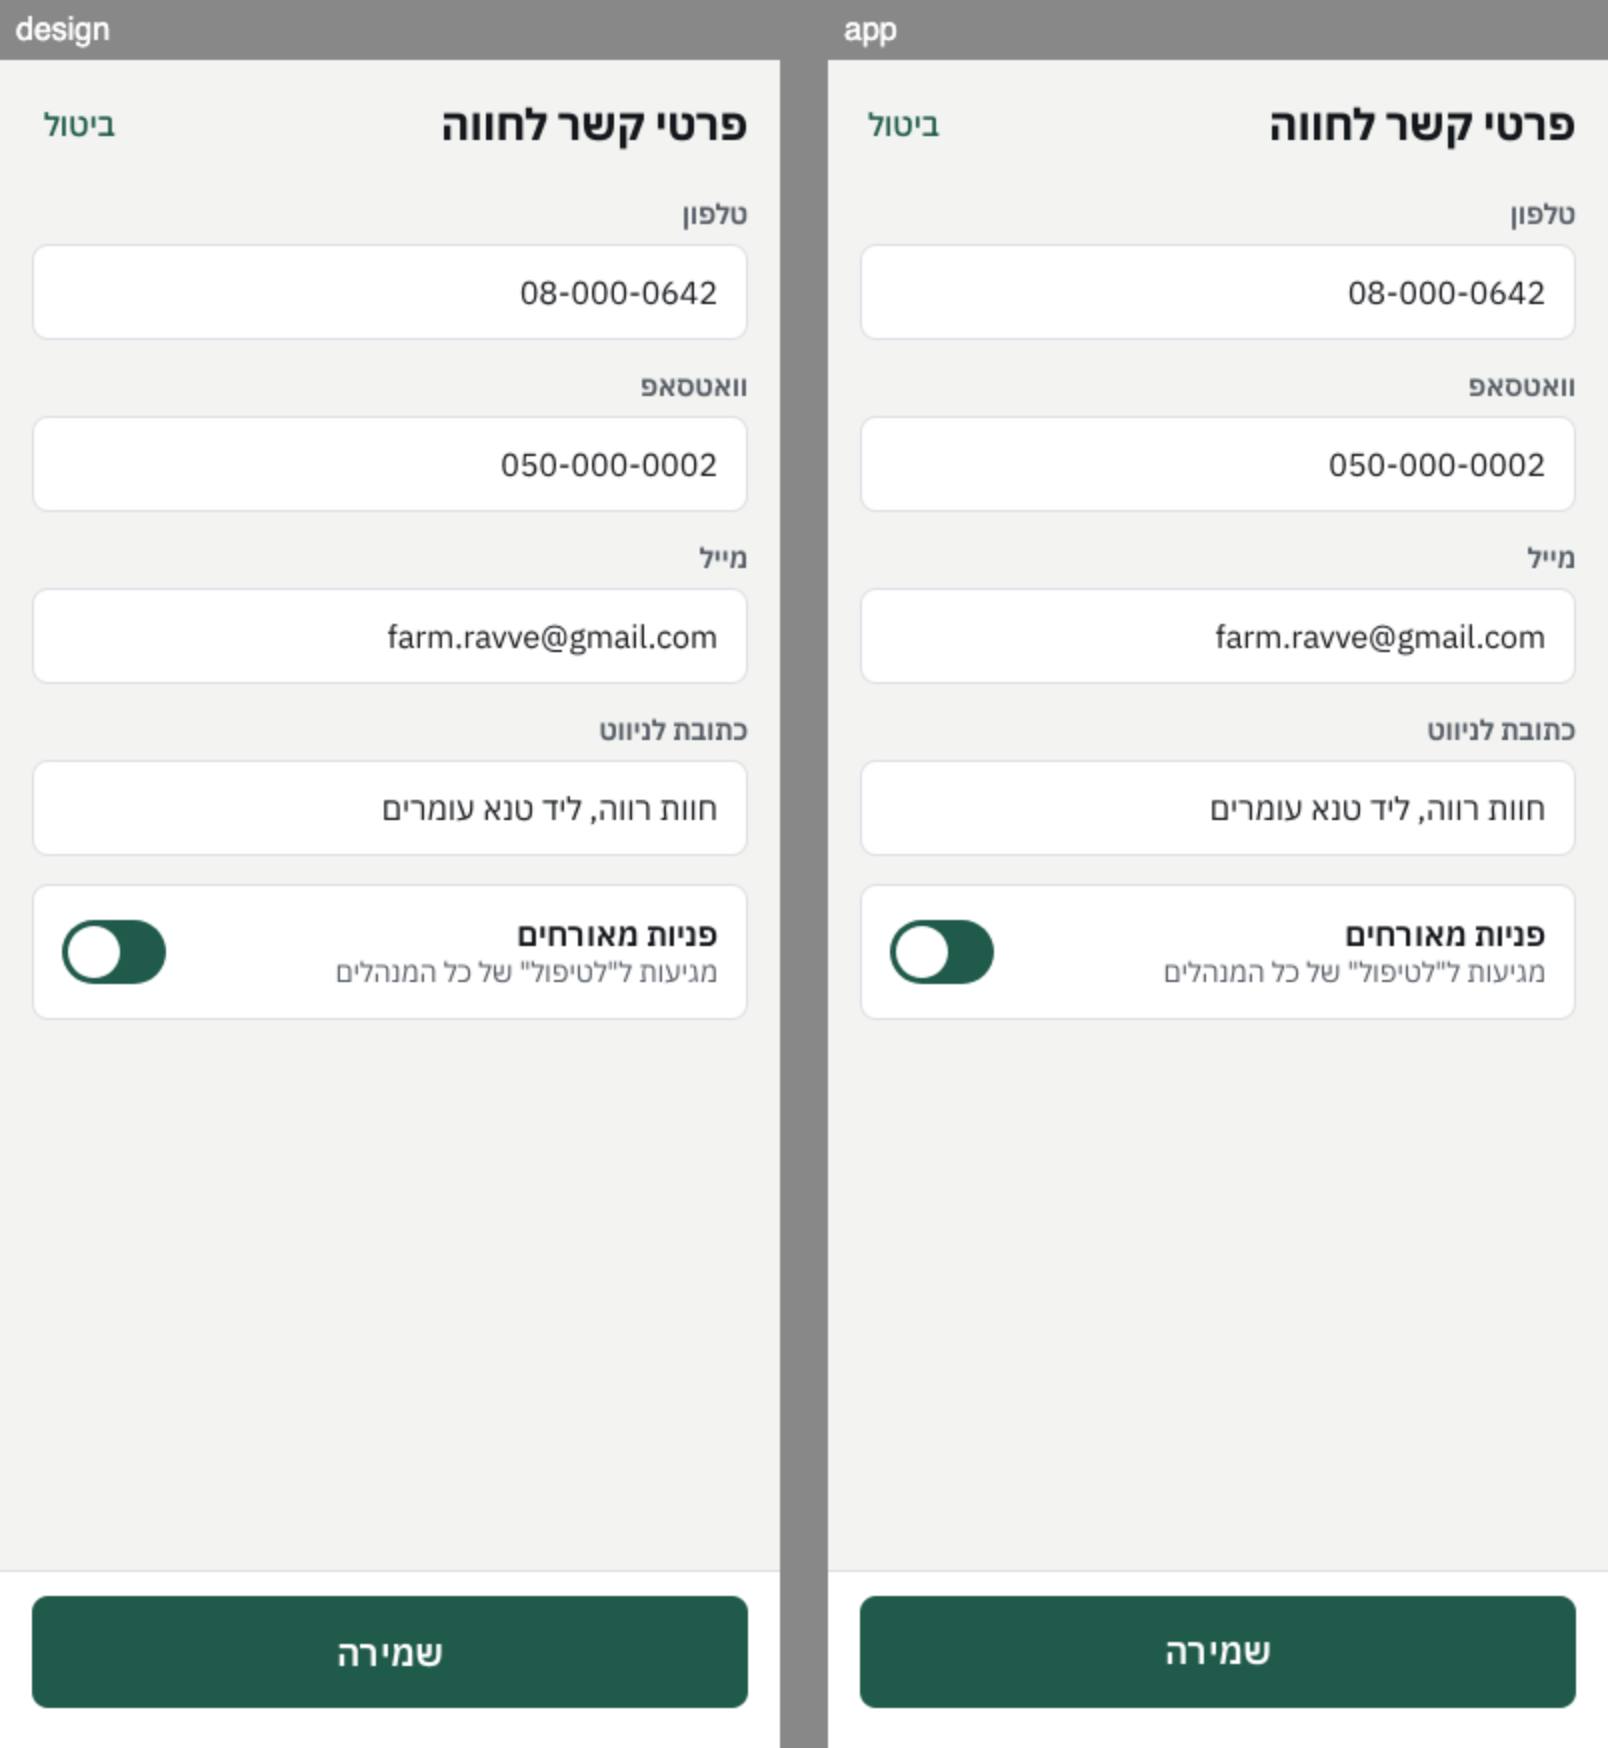 design
פרטי קשר לחווה
ביטול
טלפון
08-000-0642
וואטסאפ
050-000-0002
מייל
farm.ravve@gmail.com
כתובת לניווט
חוות רווה, ליד טנא עומרים
פניות מאורחים
מגיעות ל"לטיפול" של כל המנהלים
שמירה
app
פרטי קשר לחווה
ביטול
טלפון
08-000-0642
וואטסאפ
050-000-0002
מייל
farm.ravve@gmail.com
כתובת לניווט
חוות רווה, ליד טנא עומרים
פניות מאורחים
מגיעות ל"לטיפול" של כל המנהלים
שמירה